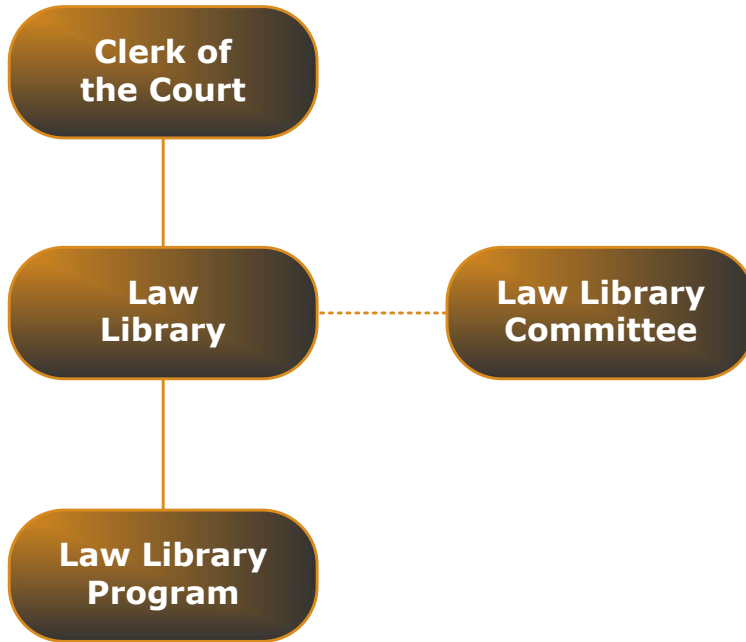 Clerk of
the Court
Law
Library
Law Library
Committee
Law Library
Program